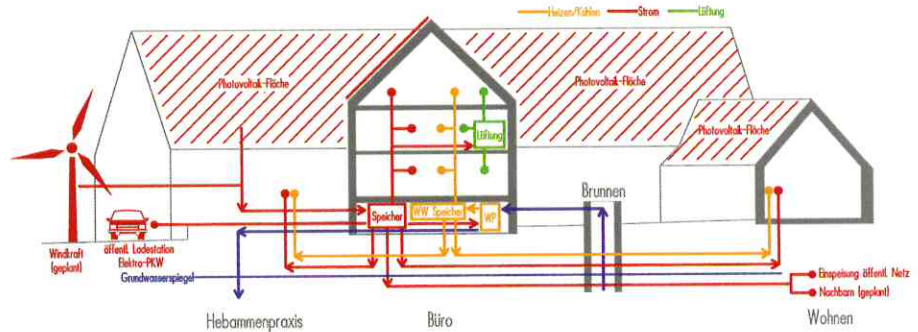 Heizen/Kühlen
Strom
Lüftung
Photovoltaik-Fläche
Photovoltaik-Fläche
Photovoltaik-Fläche
Lüftung
Brunnen
Speicher
WW Speicher
WP
Windkraft
(geplant)
öffentl. Ladestation
Elektro-PKW
Grundwasserspiegel
Einspeisung öffentl. Netz
Nachbarn (geplant)
Hebammenpraxis
Büro
Wohnen